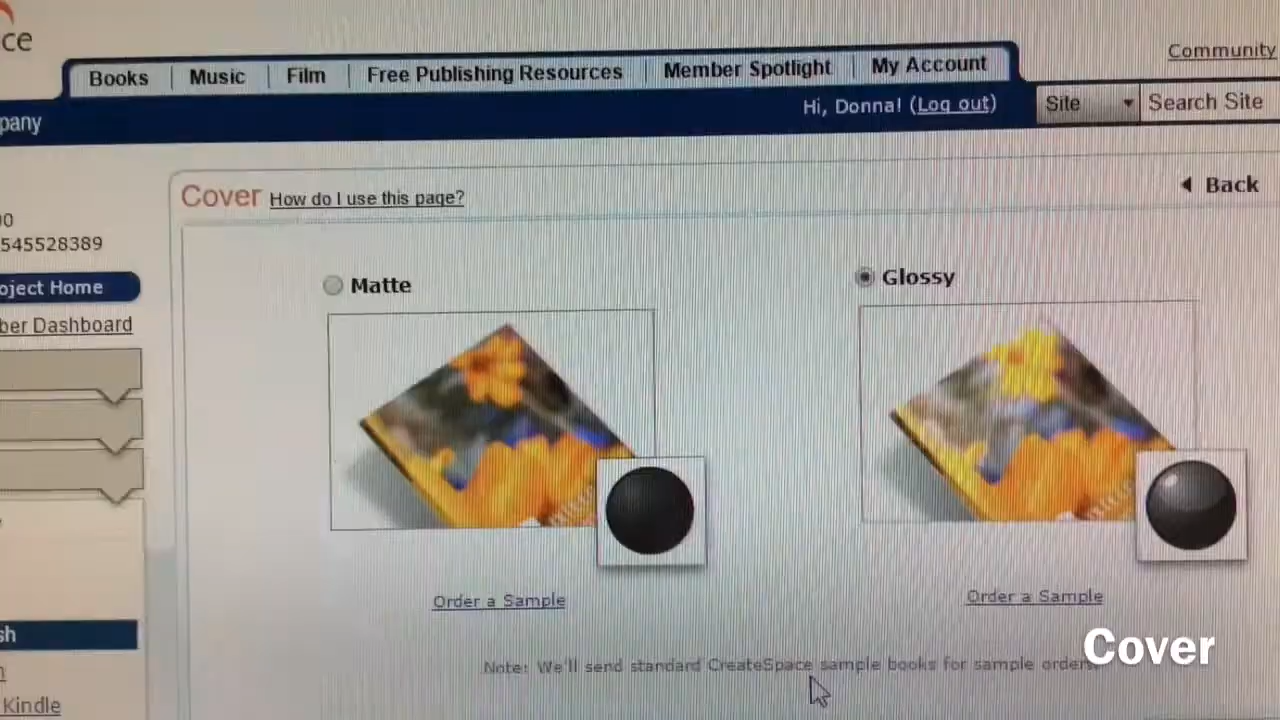 ce
Community
Books Music Film Free Publishing Resources Member Spotlight My Account
pany
Hi, Donna! (Log out) Site Search Site
Cover How do I use this page? Back
545528389
oject Home
Matte Glossy
ber Dashboard
Order a Sample Order a Sample
sh
Cover
Note: We'll send standard CreateSpace sample books for sample orders
Kindle